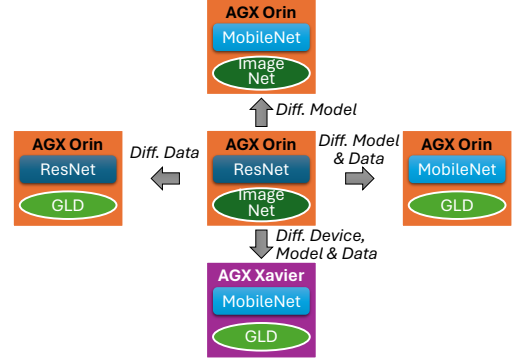 AGX Orin
MobileNet
Image
Net
Diff. Model
AGX Orin
ResNet
GLD
Diff. Data
AGX Orin
ResNet
Image
Net
Diff. Model
& Data
AGX Orin
MobileNet
GLD
Diff. Device,
Model & Data
AGX Xavier
MobileNet
GLD